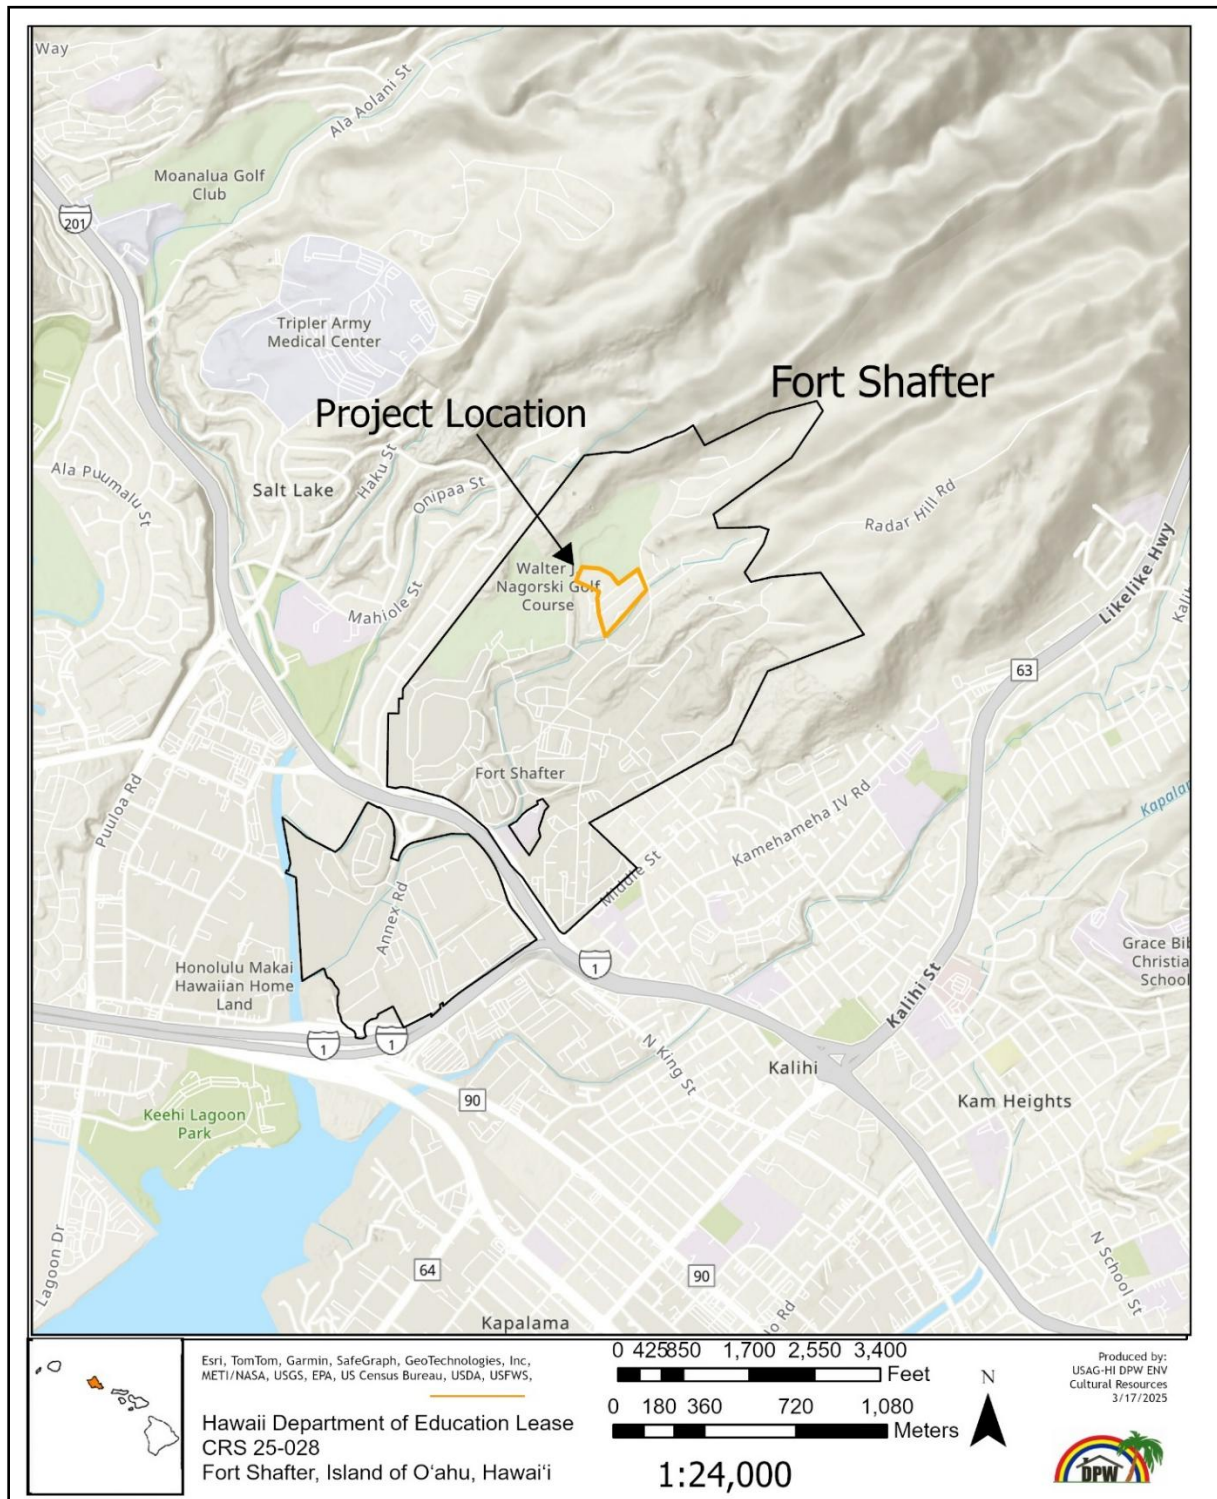 Way
Ala Aolani St
Moanalua Golf
Club
201
Tripler Army
Medical Center
Fort Shafter
Project Location
Ala Puumalu St
Salt Lake
Haku St
Onipaa St
Radar Hill Rd
Likelike Hwy
Walter J
Nagorski Golf
Course
Mahiole St
63
Puuloa Rd
Fort Shafter
Kamehameha IV Rd
Middle St
Annex Rd
Grace Bib
Christia
School
Honolulu Makai
Hawaiian Home
Land
1
1
1
Kalihi St
N King St
Kalihi
Kam Heights
90
Keehi Lagoon
Park
Lagoon Dr
64
90
N School St
Kapalama
Esri, TomTom, Garmin, SafeGraph, GeoTechnologies, Inc,
METI/NASA, USGS, EPA, US Census Bureau, USDA, USFWS,
Hawaii Department of Education Lease
CRS 25-028
Fort Shafter, Island of Oʻahu, Hawaiʻi
0 425 850 1,700 2,550 3,400
Feet
0 180 360 720 1,080
Meters
1:24,000
N
Produced by:
USAG-HI DPW ENV
Cultural Resources
3/17/2025
DPW